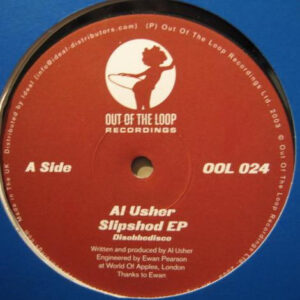 Distributed by Ideal (info@ideal-distributors.com) (P) Out Of The Loop Recordings Ltd. 2003 © Out Of The Loop Recordings
OUT OF THE LOOP
RECORDINGS
A Side
OOL 024
Al Usher
Slipshod EP
Disobbedisco
Written and produced by Al Usher
Engineered by Ewan Pearson
at World Of Apples, London
Thanks to Ewan
Made In The UK